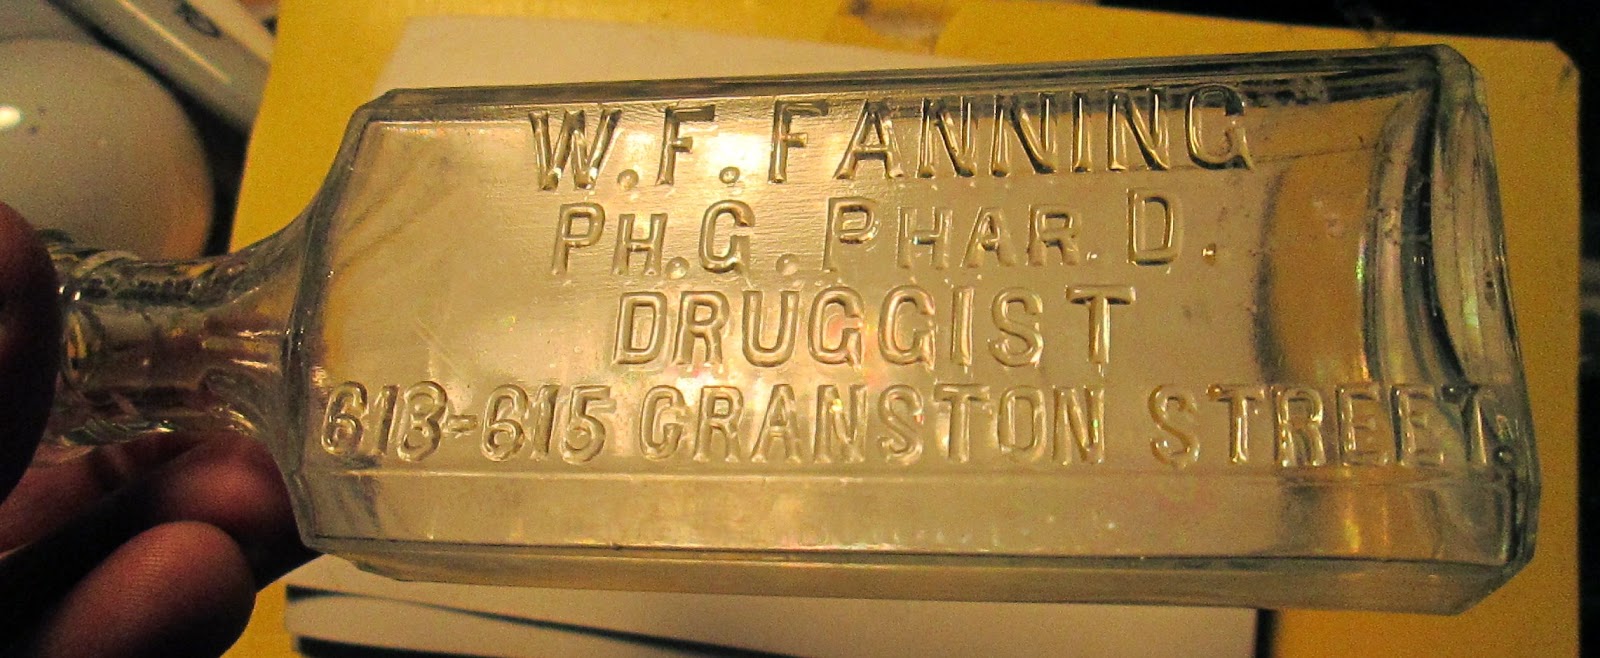 W. F. FANNING
PH. G. PHAR. D.
DRUGGIST
613-615 CRANSTON STREET.